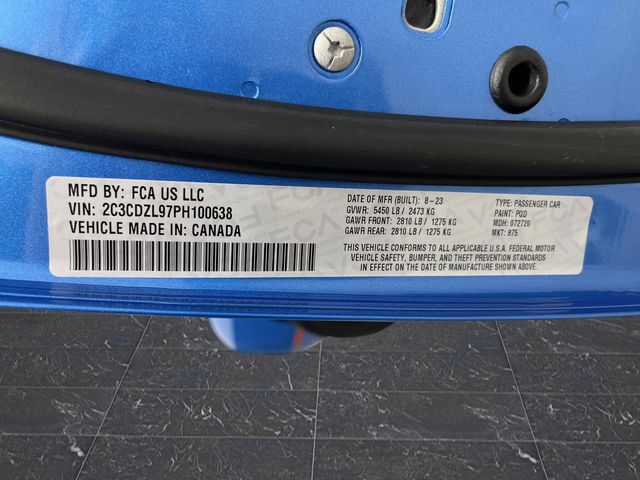 MFD BY: FCA US LLC
VIN: 2C3CDZL97PH100638
VEHICLE MADE IN: CANADA
DATE OF MFR (BUILT): 8-23
GVWR: 5450 LB / 2473 KG
GAWR FRONT: 2810 LB / 1275 KG
GAWR REAR: 2810 LB / 1275 KG
THIS VEHICLE CONFORMS TO ALL APPLICABLE U.S.A. FEDERAL MOTOR
VEHICLE SAFETY, BUMPER, AND THEFT PREVENTION STANDARDS
IN EFFECT ON THE DATE OF MANUFACTURE SHOWN ABOVE.
TYPE: PASSENGER CAR
PAINT: PQD
MDH: 072720
MKT: 875